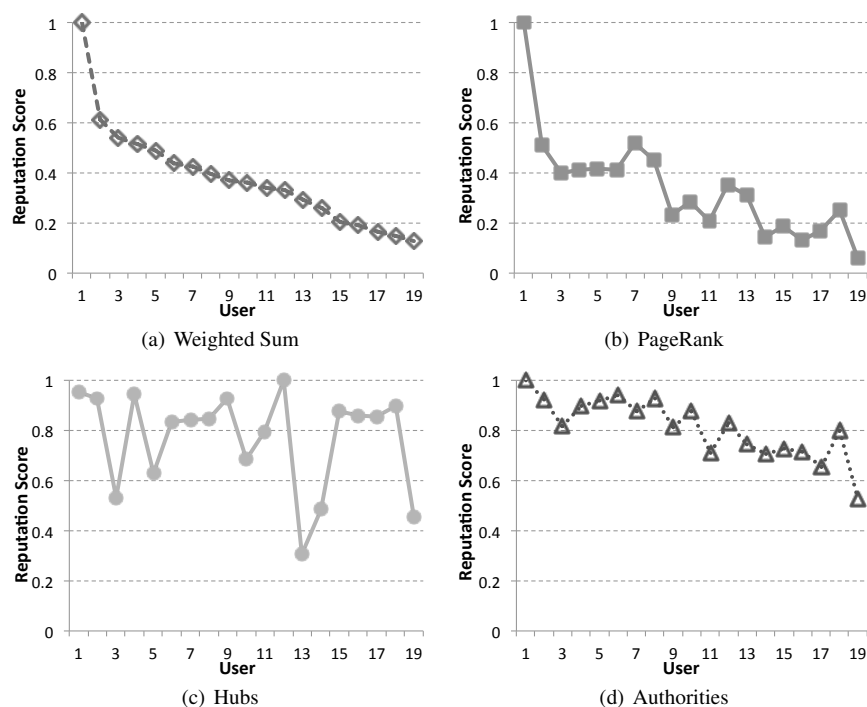 1
0.8
0.6
0.4
0.2
0
Reputation Score
1 3 5 7 9 11 13 15 17 19
User
(a) Weighted Sum
1
0.8
0.6
0.4
0.2
0
Reputation Score
1 3 5 7 9 11 13 15 17 19
User
(b) PageRank
1
0.8
0.6
0.4
0.2
0
Reputation Score
1 3 5 7 9 11 13 15 17 19
User
(c) Hubs
1
0.8
0.6
0.4
0.2
0
Reputation Score
1 3 5 7 9 11 13 15 17 19
User
(d) Authorities